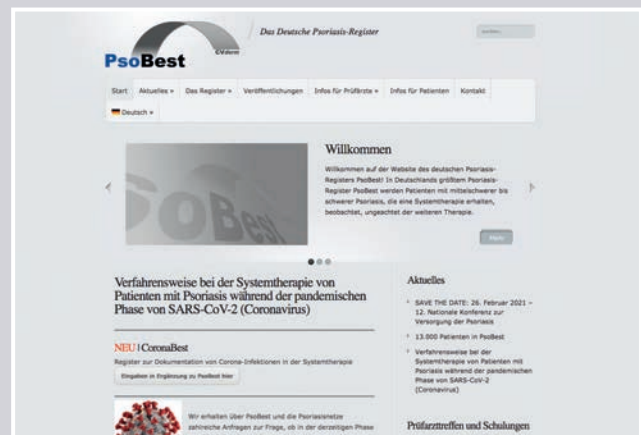 PsoBest
CVderm
Das Deutsche Psoriasis-Register
Start Aktuelles » Das Register » Veröffentlichungen Infos für Prüfärzte » Infos für Patienten Kontakt
Deutsch »
Willkommen
Willkommen auf der Website des deutschen Psoriasis-
Registers PsoBest! In Deutschlands größtem Psoriasis-
Register PsoBest werden Patienten mit mittelschwerer bis
schwerer Psoriasis, die eine Systemtherapie erhalten,
beobachtet, ungeachtet der weiteren Therapie.
Mehr
SoBest
Verfahrensweise bei der Systemtherapie von
Patienten mit Psoriasis während der pandemischen
Phase von SARS-CoV-2 (Coronavirus)
NEU | CoronaBest
Register zur Dokumentation von Corona-Infektionen in der Systemtherapie
Eingaben in Ergänzung zu PsoBest hier
Wir erhalten über PsoBest und die Psoriasisnetze
zahlreiche Anfragen zur Frage, ob in der derzeitigen Phase
Aktuelles
SAVE THE DATE: 26. Februar 2021 –
12. Nationale Konferenz zur
Versorgung der Psoriasis
13.000 Patienten in PsoBest
Verfahrensweise bei der
Systemtherapie von Patienten mit
Psoriasis während der pandemischen
Phase von SARS-CoV-2
(Coronavirus)
Prüfarzttreffen und Schulungen